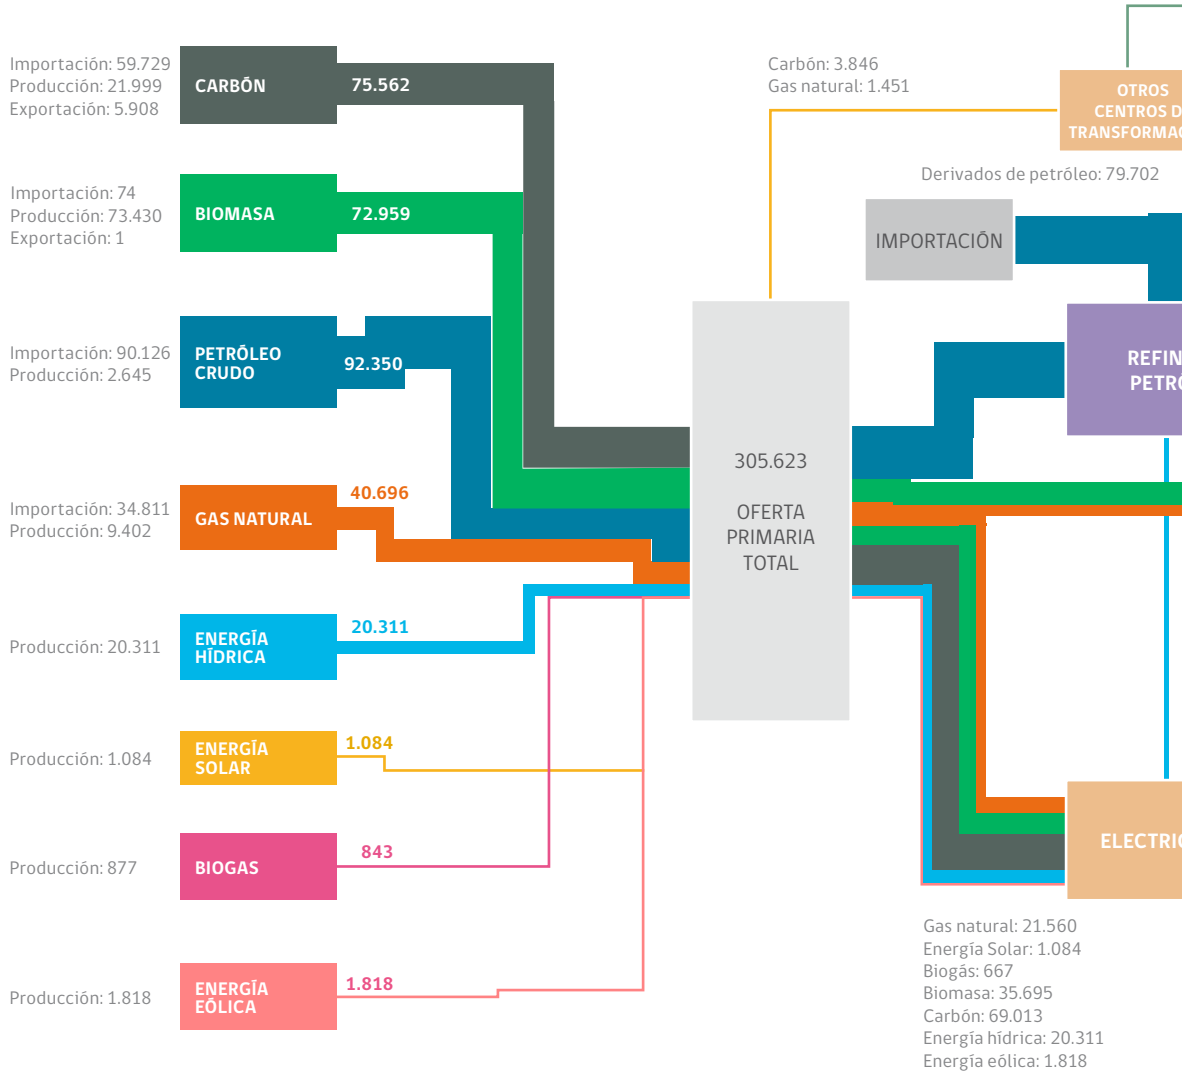 Importación: 59.729
Producción: 21.999
Exportación: 5.908
CARBÓN
75.562
Importación: 74
Producción: 73.430
Exportación: 1
BIOMASA
72.959
Importación: 90.126
Producción: 2.645
PETRÓLEO
CRUDO
92.350
Importación: 34.811
Producción: 9.402
GAS NATURAL
40.696
Producción: 20.311
ENERGÍA
HÍDRICA
20.311
Producción: 1.084
ENERGÍA
SOLAR
1.084
Producción: 877
BIOGAS
843
Producción: 1.818
ENERGÍA
EÓLICA
1.818
305.623
OFERTA
PRIMARIA
TOTAL
Carbón: 3.846
Gas natural: 1.451
OTROS
CENTROS D
TRANSFORMA
Derivados de petróleo: 79.702
IMPORTACIÓN
REFIN
PETR
ELECTRI
Gas natural: 21.560
Energía Solar: 1.084
Biogás: 667
Biomasa: 35.695
Carbón: 69.013
Energía hídrica: 20.311
Energía eólica: 1.818